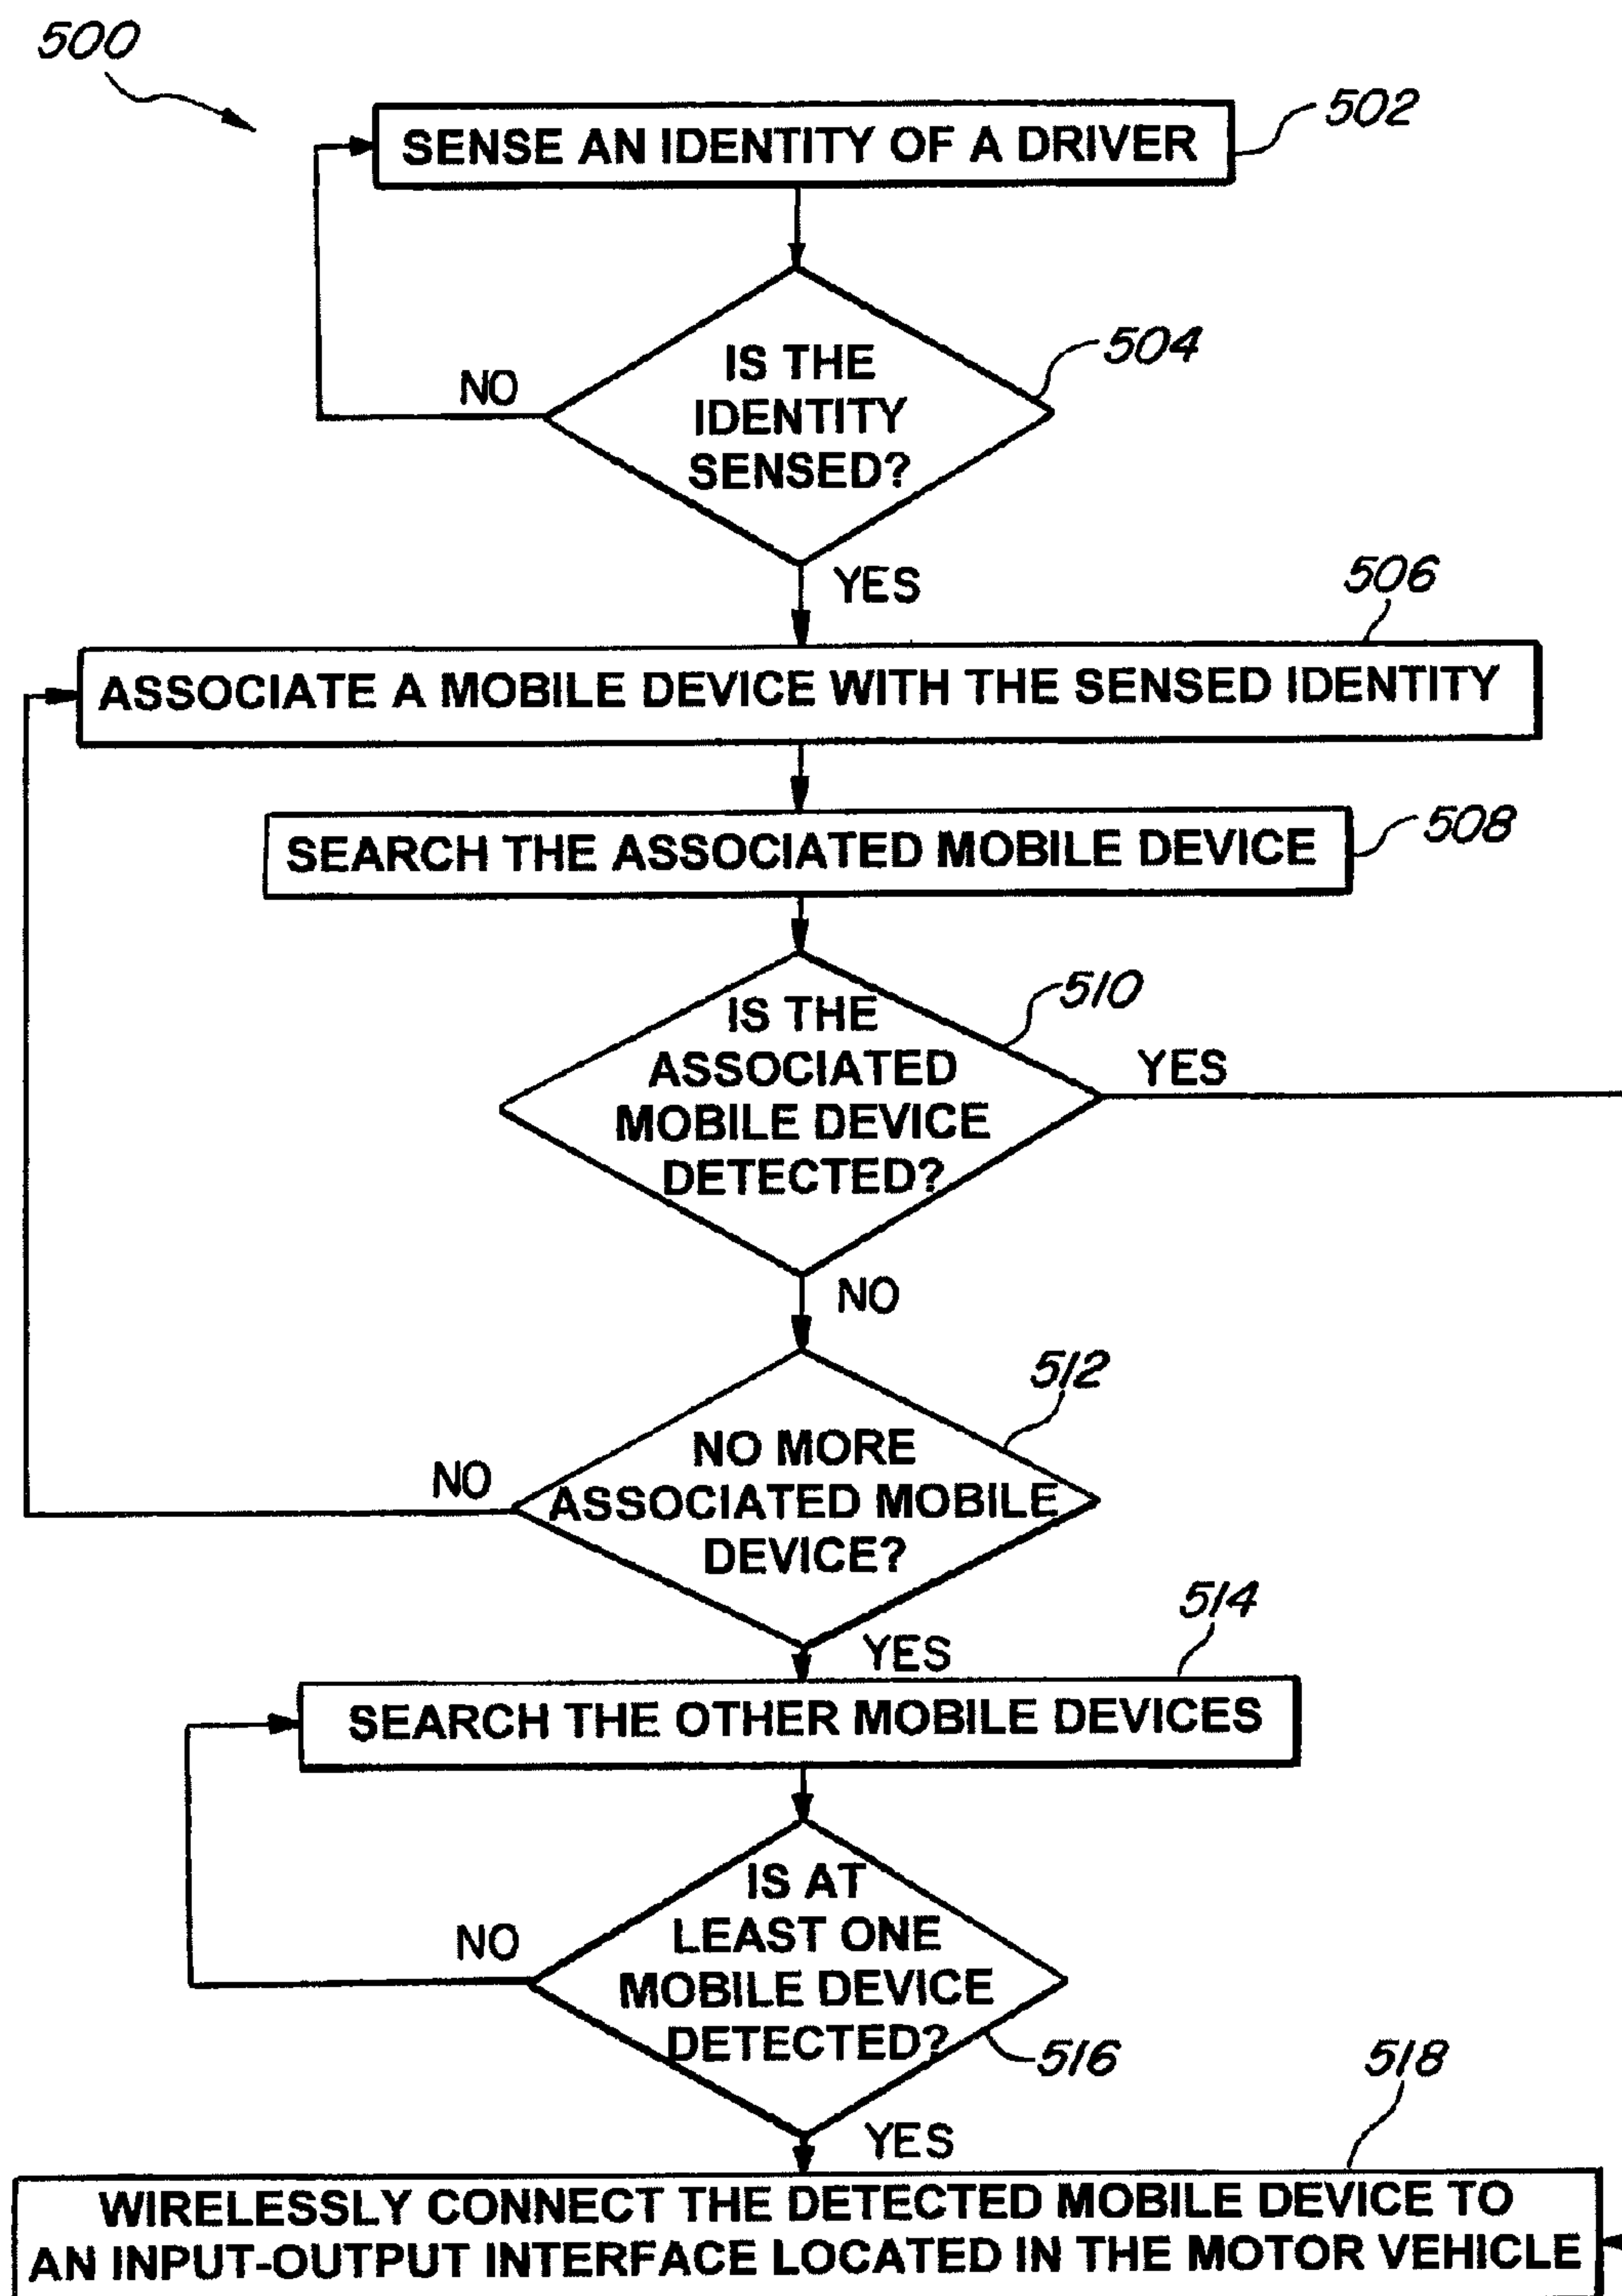 500
SENSE AN IDENTITY OF A DRIVER
502
IS THE
IDENTITY
SENSED?
504
NO
YES
506
ASSOCIATE A MOBILE DEVICE WITH THE SENSED IDENTITY
SEARCH THE ASSOCIATED MOBILE DEVICE
508
IS THE
ASSOCIATED
MOBILE DEVICE
DETECTED?
510
YES
NO
512
NO MORE
ASSOCIATED MOBILE
DEVICE?
NO
YES
514
SEARCH THE OTHER MOBILE DEVICES
IS AT
LEAST ONE
MOBILE DEVICE
DETECTED?
NO
516
YES
518
WIRELESSLY CONNECT THE DETECTED MOBILE DEVICE TO
AN INPUT-OUTPUT INTERFACE LOCATED IN THE MOTOR VEHICLE